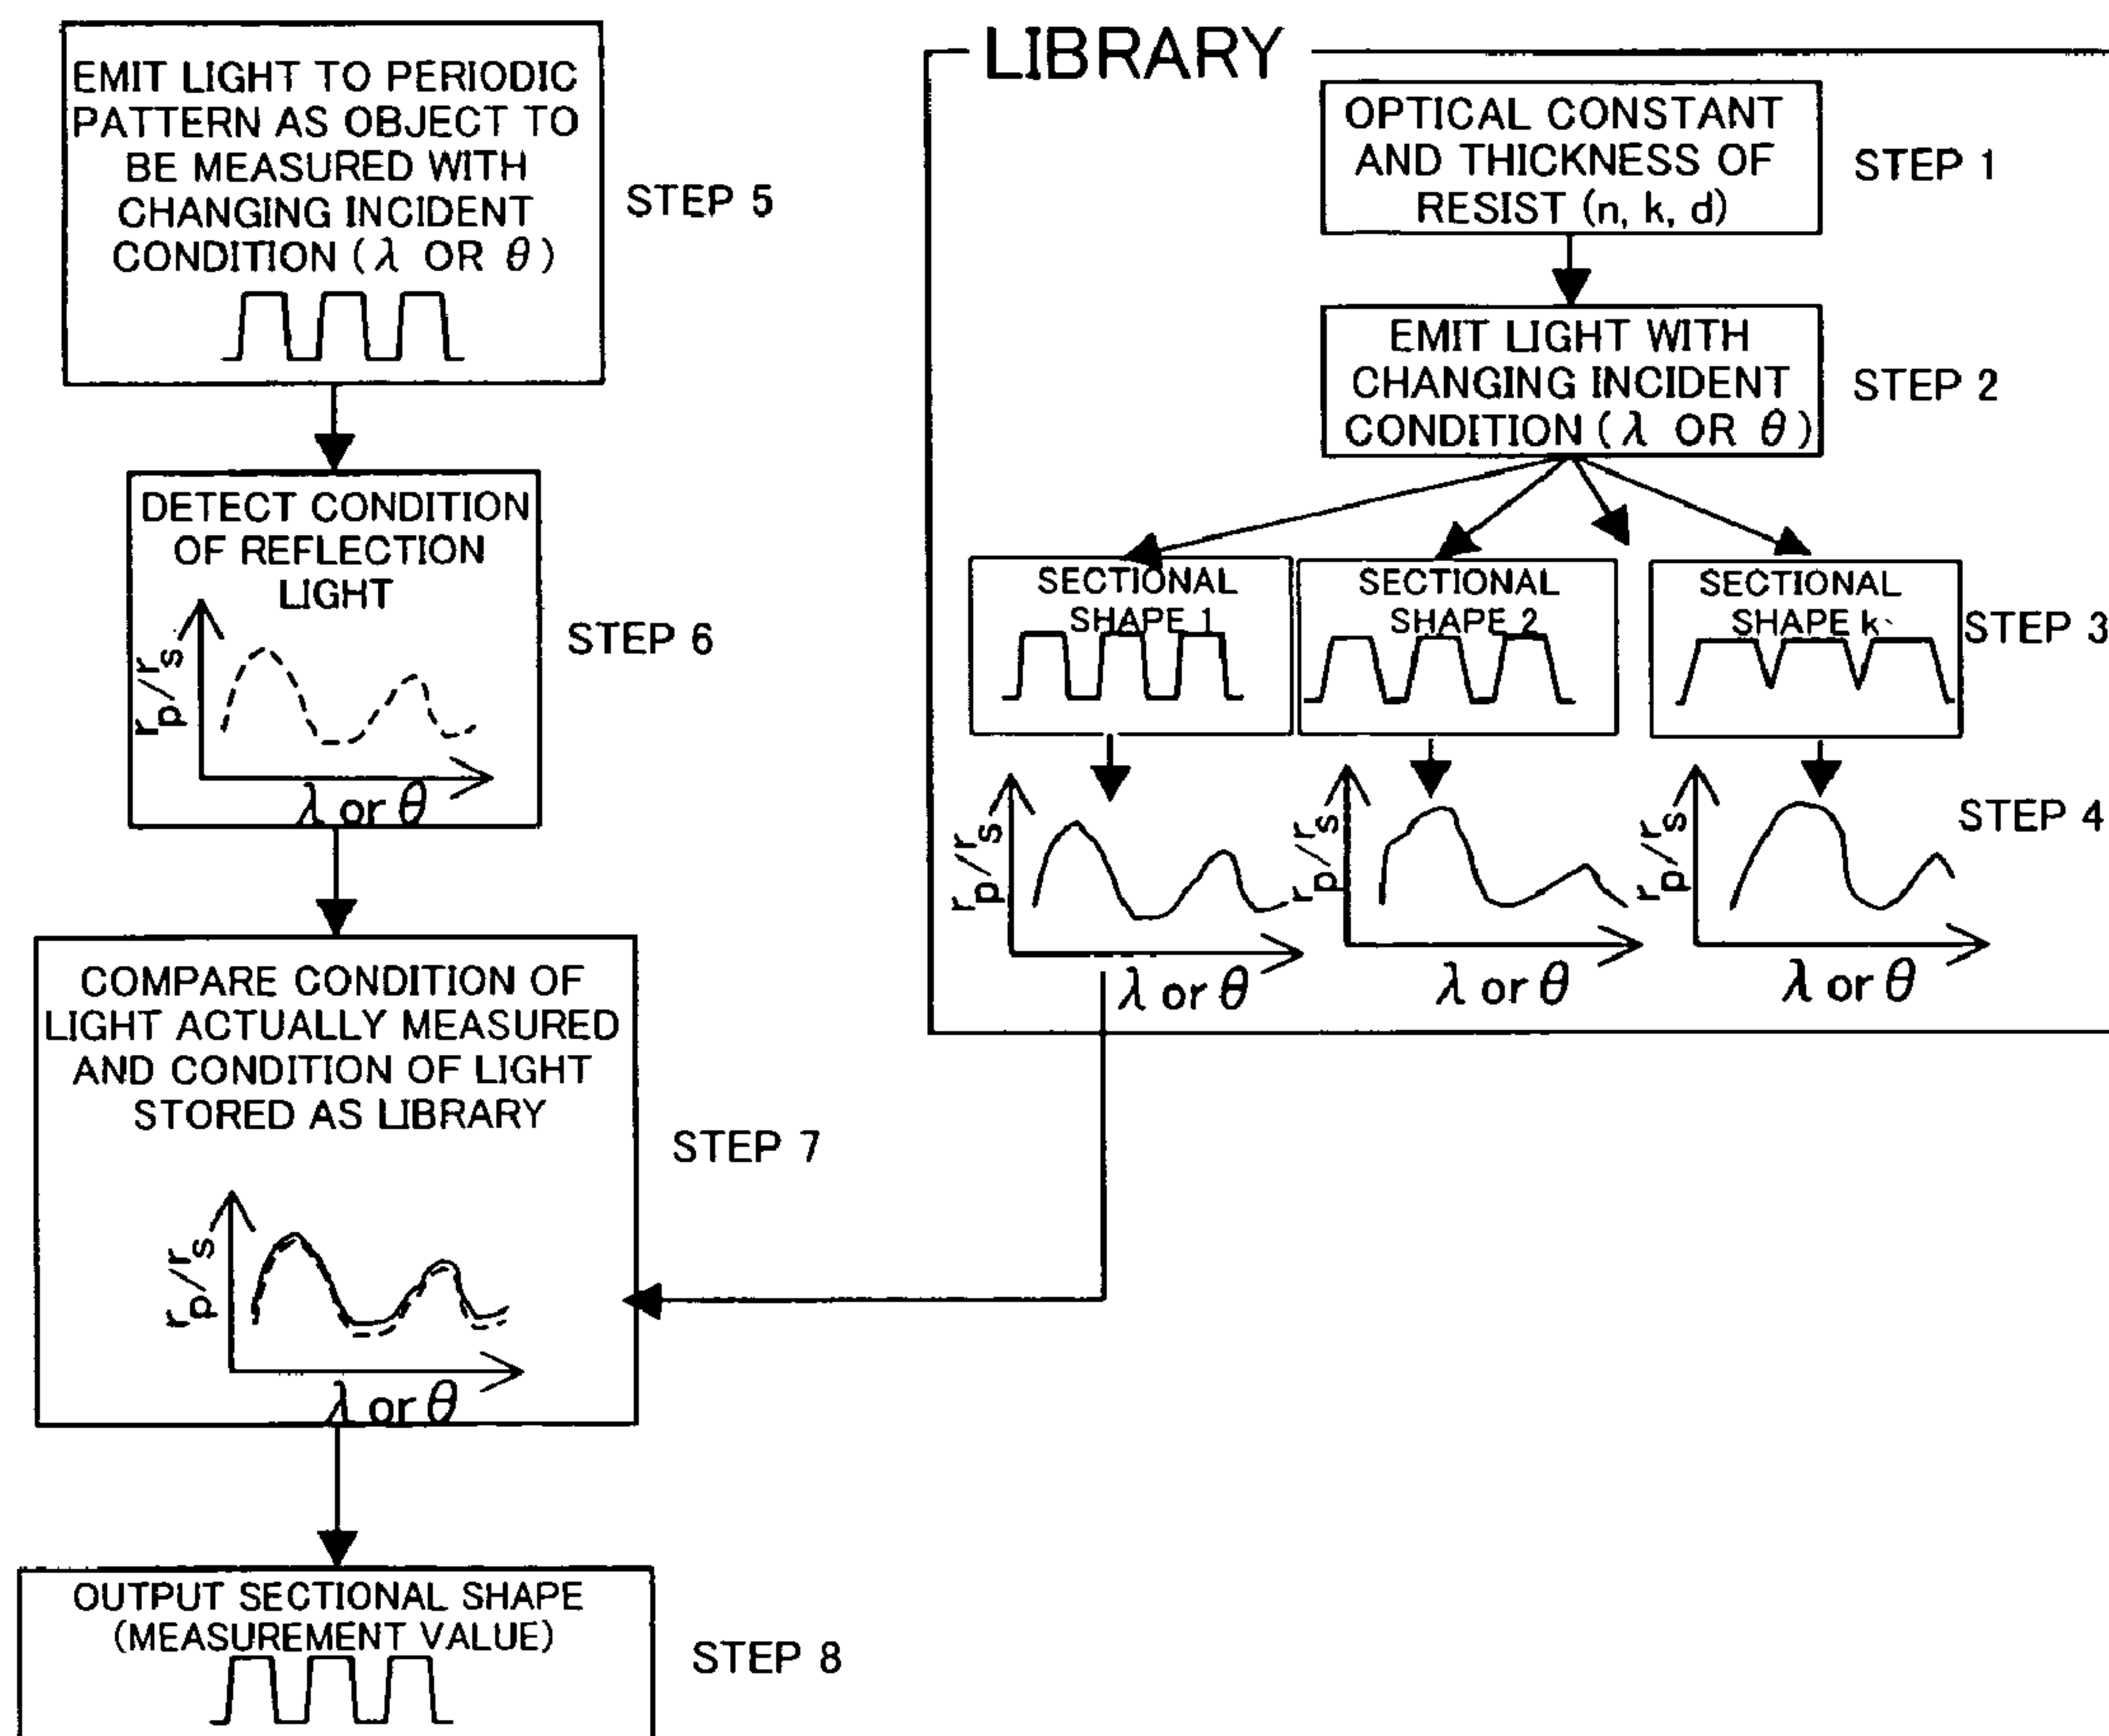 EMIT LIGHT TO PERIODIC
PATTERN AS OBJECT TO
BE MEASURED WITH
CHANGING INCIDENT
CONDITION (λ OR θ)
STEP 5
DETECT CONDITION
OF REFLECTION
LIGHT
rp/rs
λ or θ
STEP 6
COMPARE CONDITION OF
LIGHT ACTUALLY MEASURED
AND CONDITION OF LIGHT
STORED AS LIBRARY
STEP 7
rp/rs
λ or θ
OUTPUT SECTIONAL SHAPE
(MEASUREMENT VALUE)
STEP 8
LIBRARY
OPTICAL CONSTANT
AND THICKNESS OF
RESIST (n, k, d)
STEP 1
EMIT LIGHT WITH
CHANGING INCIDENT
CONDITION (λ OR θ)
STEP 2
SECTIONAL
SHAPE 1
SECTIONAL
SHAPE 2
SECTIONAL
SHAPE k
STEP 3
rp/rs
λ or θ
rp/rs
λ or θ
rp/rs
λ or θ
STEP 4